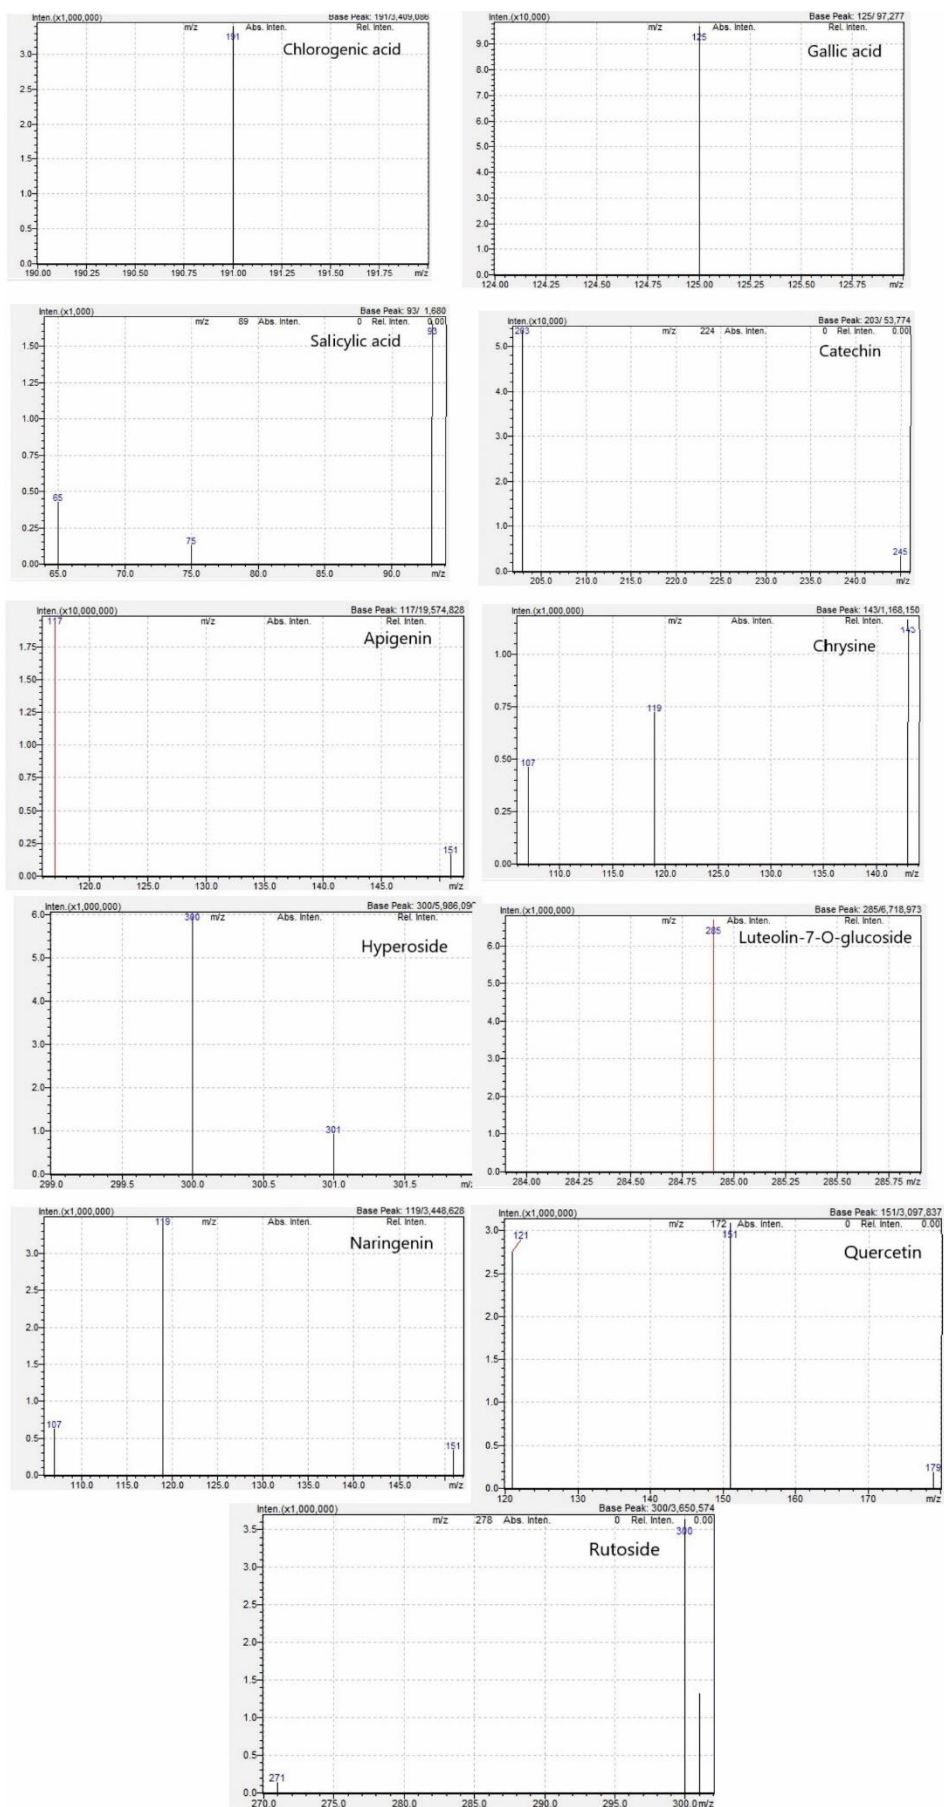 Inten.(x1,000,000) Base Peak: 191/3,409,086
m/z Abs. Inten. Rel. Inten.
191
Chlorogenic acid
3.0
2.5
2.0
1.5
1.0
0.5
0.0
190.00 190.25 190.50 190.75 191.00 191.25 191.50 191.75 m/z
Inten.(x10,000) Base Peak: 125/ 97,277
m/z Abs. Inten. Rel. Inten.
125
Gallic acid
9.0
8.0
7.0
6.0
5.0
4.0
3.0
2.0
1.0
0.0
124.00 124.25 124.50 124.75 125.00 125.25 125.50 125.75 m/z
Inten.(x1,000) Base Peak: 93/ 1,680
m/z 89 Abs. Inten. 0 Rel. Inten. 0.00
93
Salicylic acid
1.50
1.25
1.00
0.75
0.50
65
0.25
75
0.00
65.0 70.0 75.0 80.0 85.0 90.0 m/z
Inten.(x10,000) Base Peak: 203/ 53,774
203 m/z 224 Abs. Inten. 0 Rel. Inten. 0.00
Catechin
5.0
4.0
3.0
2.0
1.0
245
0.0
205.0 210.0 215.0 220.0 225.0 230.0 235.0 240.0 m/z
Inten.(x10,000,000) Base Peak: 117/19,574,828
117 m/z Abs. Inten. Rel. Inten.
Apigenin
1.75
1.50
1.25
1.00
0.75
0.50
0.25
151
0.00
120.0 125.0 130.0 135.0 140.0 145.0 m/z
Inten.(x1,000,000) Base Peak: 143/1,168,150
m/z Abs. Inten. Rel. Inten.
143
Chrysine
1.00
0.75
119
0.50
107
0.25
0.00
110.0 115.0 120.0 125.0 130.0 135.0 140.0 m/z
Inten.(x1,000,000) Base Peak: 300/5,986,09
6.0
300 m/z Abs. Inten. Rel. Inten.
Hyperoside
5.0
4.0
3.0
2.0
1.0
301
0.0
299.0 299.5 300.0 300.5 301.0 301.5 m/z
Inten.(x1,000,000) Base Peak: 285/6,718,973
m/z Abs. Inten. Rel. Inten.
285
Luteolin-7-O-glucoside
6.0
5.0
4.0
3.0
2.0
1.0
0.0
284.00 284.25 284.50 284.75 285.00 285.25 285.50 285.75 m/z
Inten.(x1,000,000) Base Peak: 119/3,448,628
119 m/z Abs. Inten. Rel. Inten.
Naringenin
3.0
2.5
2.0
1.5
1.0
0.5
107
151
0.0
110.0 115.0 120.0 125.0 130.0 135.0 140.0 145.0 m/z
Inten.(x1,000,000) Base Peak: 151/3,097,837
m/z 172 Abs. Inten. 0 Rel. Inten. 0.00
3.0
121
151
Quercetin
2.5
2.0
1.5
1.0
0.5
179
0.0
120 130 140 150 160 170 m/z
Inten.(x1,000,000) Base Peak: 300/3,650,574
m/z 278 Abs. Inten. 0 Rel. Inten. 0.00
300
Rutoside
3.5
3.0
2.5
2.0
1.5
1.0
0.5
271
0.0
270.0 275.0 280.0 285.0 290.0 295.0 300.0 m/z